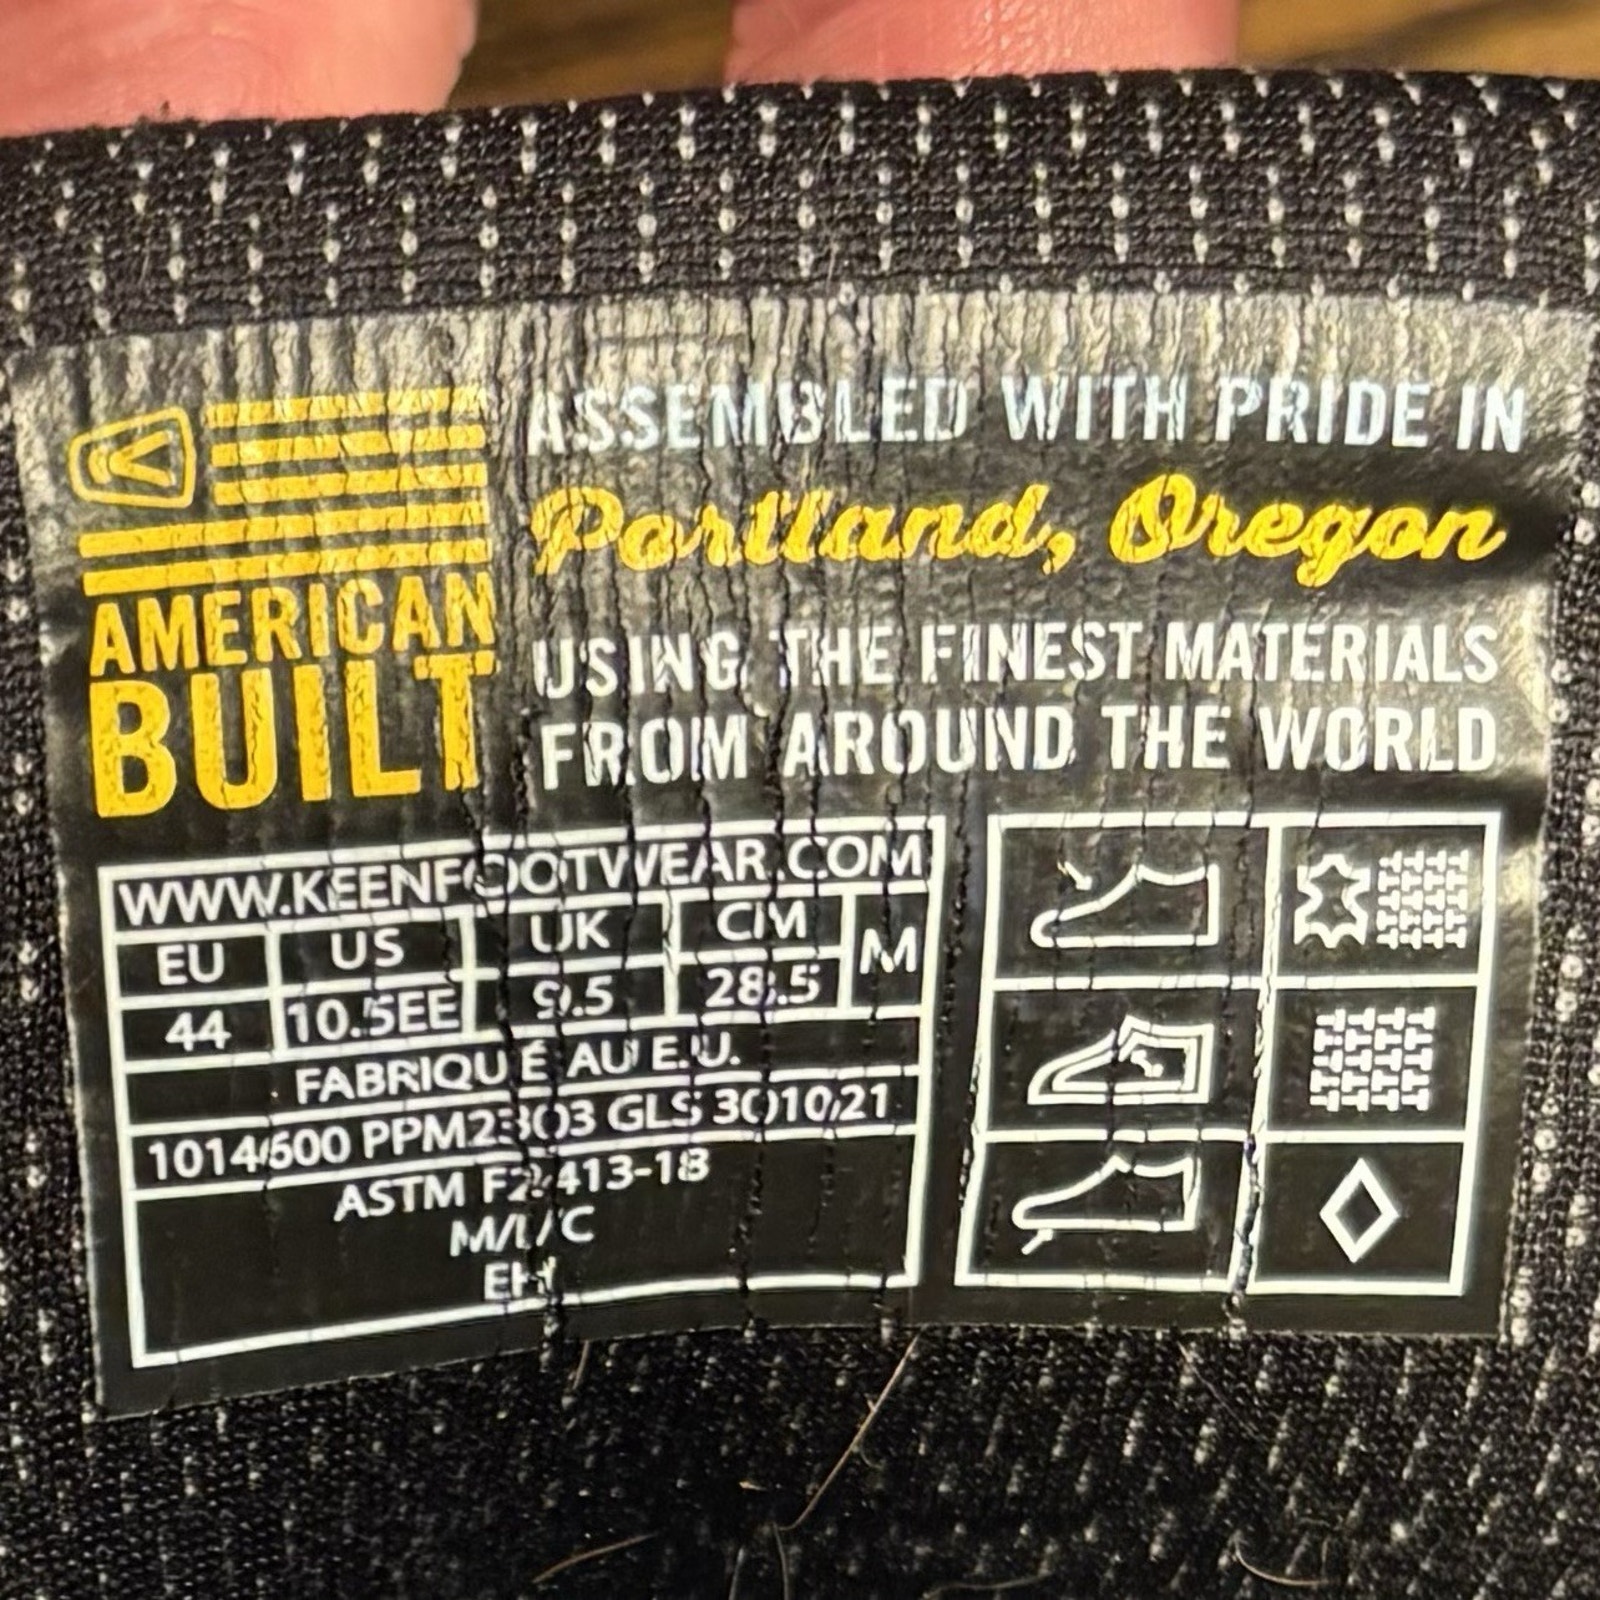 ASSEMBLED WITH PRIDE IN
Portland, Oregon
AMERICAN
BUILT
USING THE FINEST MATERIALS
FROM AROUND THE WORLD
WWW.KEENFOOTWEAR.COM
EU US UK CM M
44 10.5EE 9.5 28.5
FABRIQUÉ AU E.U.
1014600 PPM2303 GLS 301021
ASTM F2413-18
M/I/C
EH